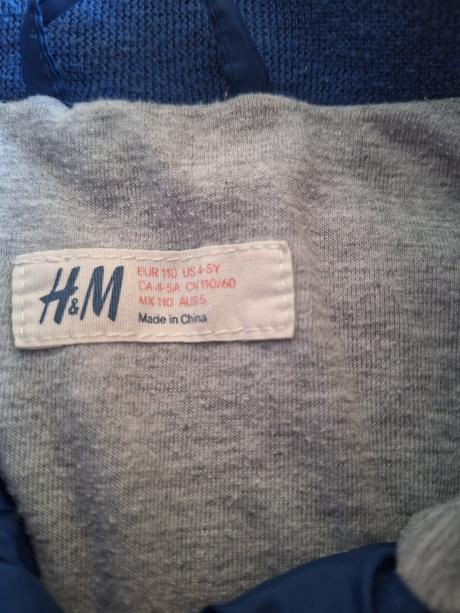 H&M
EUR 110 US 4-5Y
CA 4-5A CN 110/60
MX 110 AUS 5
Made in China